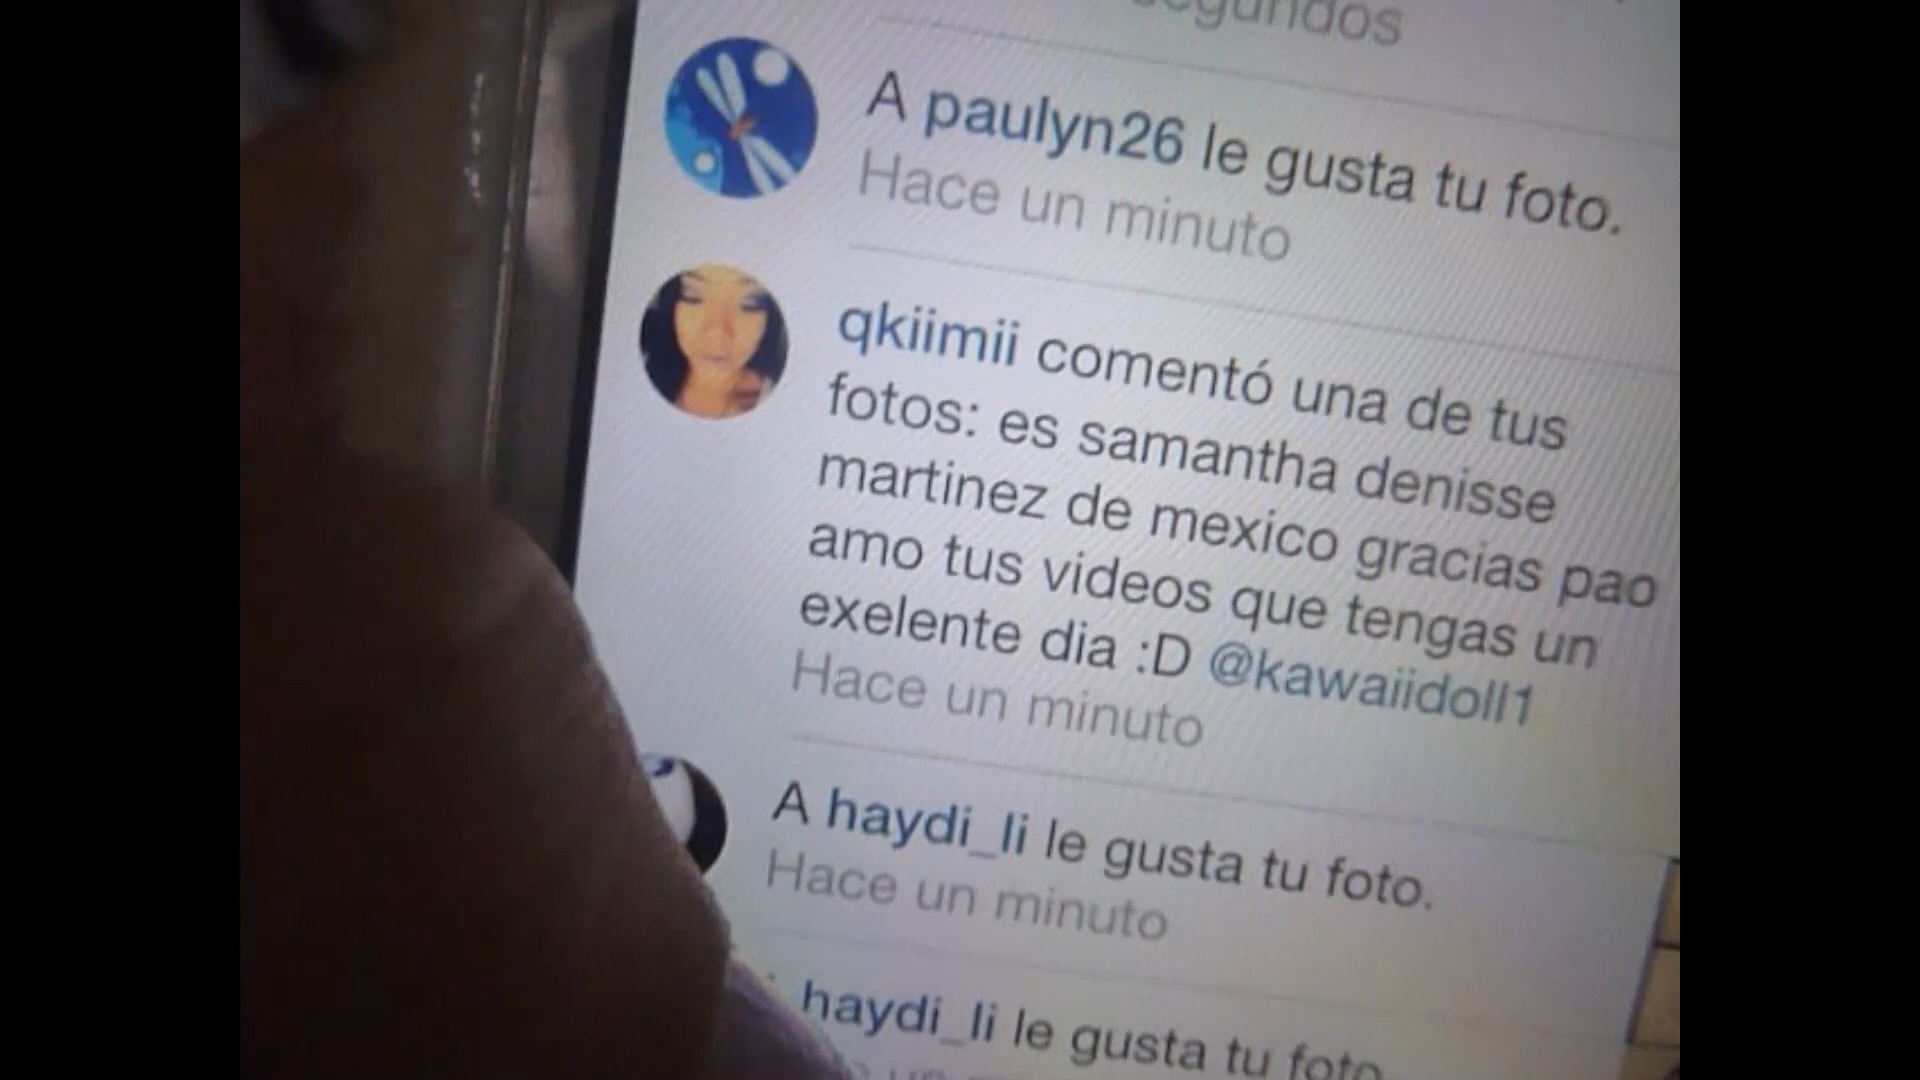 segundos
A paulyn26 le gusta tu foto.
Hace un minuto
qkiimii comentó una de tus
fotos: es samantha denisse
martinez de mexico gracias pao
amo tus videos que tengas un
exelente dia :D @kawaiidoll1
Hace un minuto
A haydi_li le gusta tu foto.
Hace un minuto
haydi_li le gusta tu foto